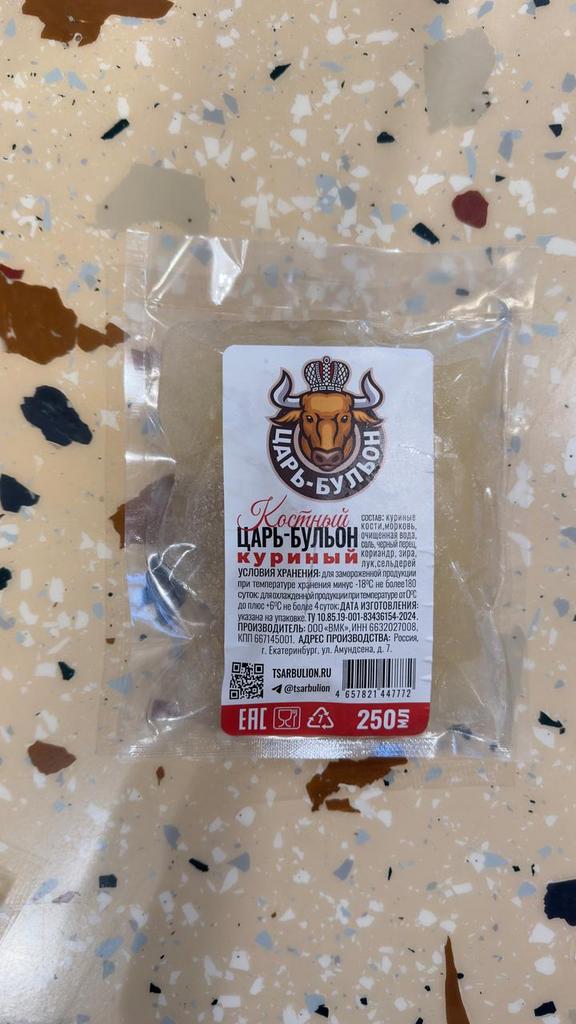 ЦАРЬ-БУЛЬОН
Костный
ЦАРЬ-БУЛЬОН
куриный
СОСТАВ: куриные
кости, морковь,
очищенная вода,
соль, черный перец,
кориандр, зира,
лук, сельдерей
УСЛОВИЯ ХРАНЕНИЯ: для замороженной продукции
при температуре хранения минус -18°С не более 180
суток: для охлажденной продукции при температуре от 0°С
до плюс +6°С не более 4 суток: ДАТА ИЗГОТОВЛЕНИЯ:
указана на упаковке. ТУ 10.85.19-001-83436154-2024.
ПРОИЗВОДИТЕЛЬ: ООО «ВМК», ИНН 6632027008,
КПП 667145001. АДРЕС ПРОИЗВОДСТВА: Россия,
г. Екатеринбург, ул. Амундсена, д. 7.
TSARBULION.RU
@tsarbulion
4 657821 447772
EAC
7
250 МЛ